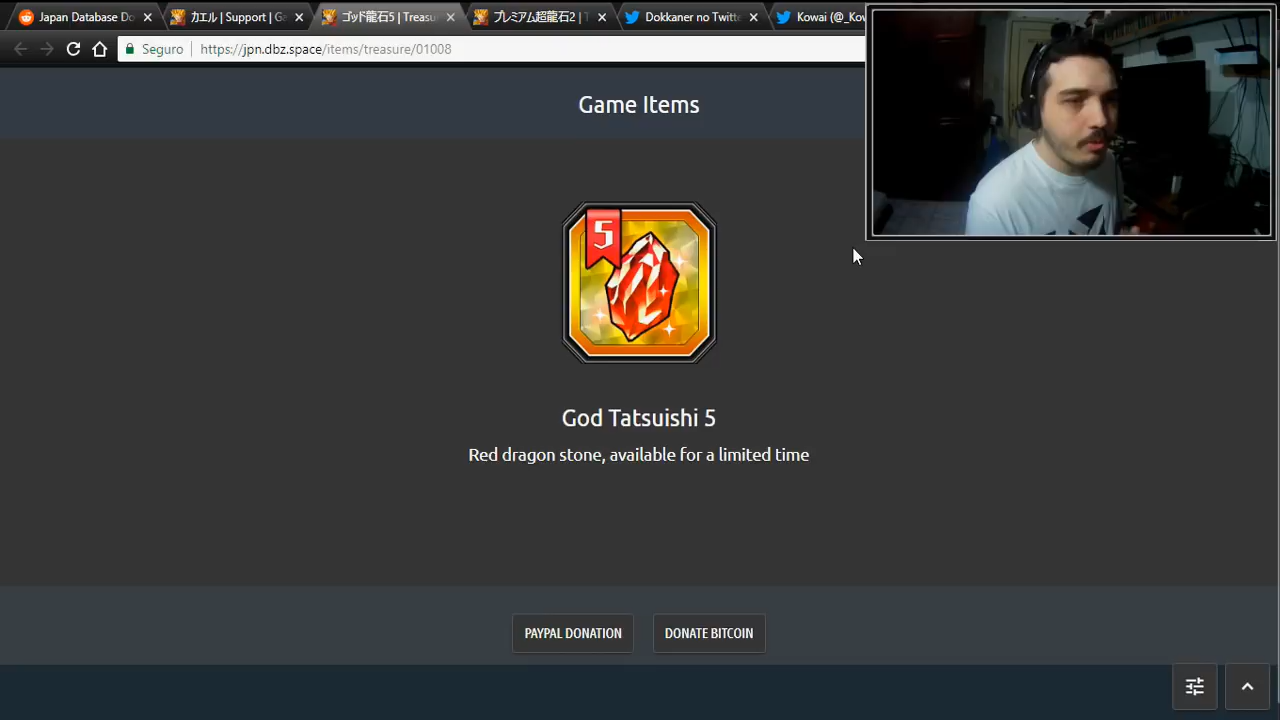 Japan Database Do
カエル | Support | Ga
ゴッド龍石5 | Treasu
プレミアム超龍石2 | T
Dokkaner no Twitte
Kowai (@_Kov
Seguro
https://jpn.dbz.space/items/treasure/01008
Game Items
5
God Tatsuishi 5
Red dragon stone, available for a limited time
PAYPAL DONATION
DONATE BITCOIN